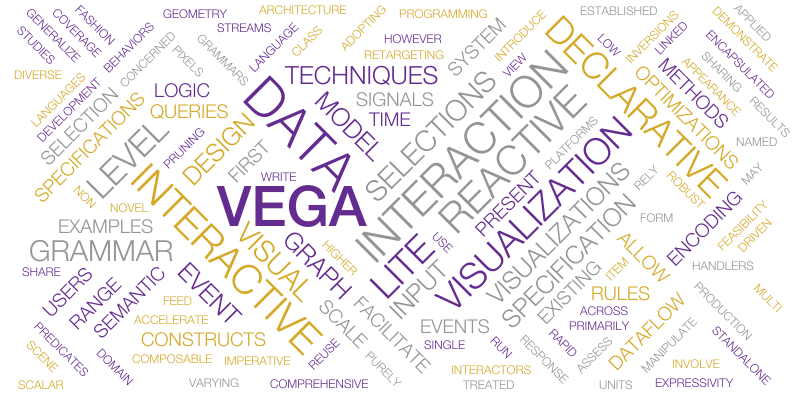 FASHION
COVERAGE
GENERALIZE
STUDIES
BEHAVIORS
GEOMETRY
STREAMS
ARCHITECTURE
LANGUAGE
CLASS
ADOPTING
PROGRAMMING
HOWEVER
RETARGETING
SYSTEM
INTRODUCE
VIEW
ESTABLISHED
LOW
INVERSIONS
LINKED
ENCAPSULATED
DEMONSTRATE
APPLIED
DIVERSE
CONCERNED
PIXELS
GRAMMARS
LANGUAGES
DEVELOPMENT
SELECTION
SPECIFICATIONS
LOGIC
QUERIES
TECHNIQUES
SIGNALS
TIME
MODEL
DATA
DESIGN
PRUNING
LEVEL
FIRST
WRITE
VEGA
SELECTIONS
INTERACTION
REACTIVE
DECLARATIVE
OPTIMIZATIONS
METHODS
APPEARANCE
SHARING
RESULTS
NAMED
PLATFORMS
PRESENT
VISUALIZATION
VISUALIZATIONS
SPECIFICATION
EXISTING
RELY
ROBUST
MAY
ENCODING
FEASIBILITY
DRIVEN
FORM
HANDLERS
NON
NOVEL
EXAMPLES
GRAMMAR
INTERACTIVE
VISUAL
GRAPH
HIGHER
LITE
USE
INPUT
SHARE
USERS
RANGE
SEMANTIC
EVENT
FEED
ACCELERATE
CONSTRUCTS
COMPOSABLE
IMPERATIVE
SCALE
FACILITATE
REUSE
PURELY
EVENTS
SINGLE
RUN
RESPONSE
RAPID
ASSESS
ALLOW
ITEM
RULES
ACROSS
PRIMARILY
DATAFLOW
MANIPULATE
PRODUCTION
MULTI
STANDALONE
INVOLVE
EXPRESSIVITY
UNITS
INTERACTORS
TREATED
PREDICATES
SCENE
DOMAIN
SCALAR
VARYING
COMPREHENSIVE